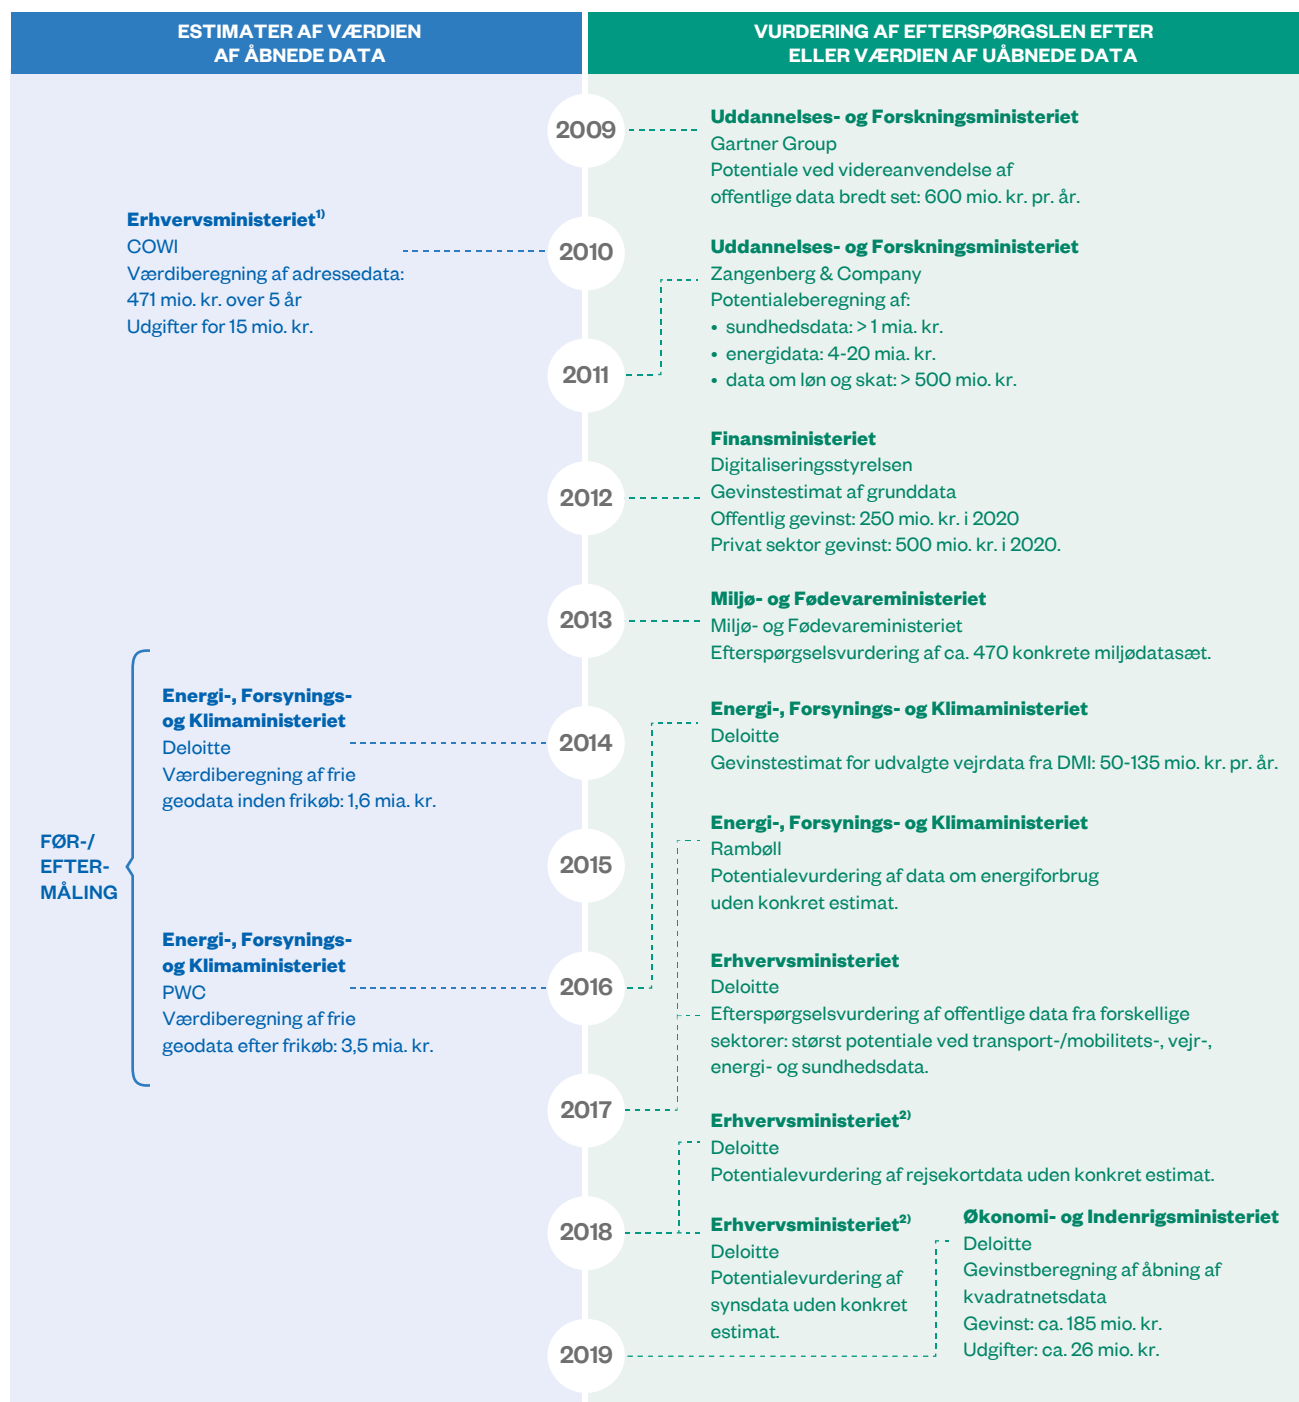 ESTIMATER AF VÆRDIEN
AF ÅBNEDE DATA
VURDERING AF EFTERSPØRGSLEN EFTER
ELLER VÆRDIEN AF UÅBNEDE DATA
2009
Uddannelses- og Forskningsministeriet
Gartner Group
Potentiale ved videreanvendelse af
offentlige data bredt set: 600 mio. kr. pr. år.
Erhvervsministeriet¹⁾
COWI
Værdiberegning af adressedata:
471 mio. kr. over 5 år
Udgifter for 15 mio. kr.
2010
Uddannelses- og Forskningsministeriet
Zangenberg & Company
Potentialeberegning af:
• sundhedsdata: > 1 mia. kr.
• energidata: 4-20 mia. kr.
• data om løn og skat: > 500 mio. kr.
2011
Finansministeriet
Digitaliseringsstyrelsen
Gevinstestimat af grunddata
Offentlig gevinst: 250 mio. kr. i 2020
Privat sektor gevinst: 500 mio. kr. i 2020.
2012
2013
Miljø- og Fødevareministeriet
Miljø- og Fødevareministeriet
Efterspørgselsvurdering af ca. 470 konkrete miljødatasæt.
FØR-/
EFTER-
MÅLING
Energi-, Forsynings-
og Klimaministeriet
Deloitte
Værdiberegning af frie
geodata inden frikøb: 1,6 mia. kr.
2014
Energi-, Forsynings- og Klimaministeriet
Deloitte
Gevinstestimat for udvalgte vejrdata fra DMI: 50-135 mio. kr. pr. år.
2015
Energi-, Forsynings- og Klimaministeriet
Rambøll
Potentialevurdering af data om energiforbrug
uden konkret estimat.
Energi-, Forsynings-
og Klimaministeriet
PWC
Værdiberegning af frie
geodata efter frikøb: 3,5 mia. kr.
2016
Erhvervsministeriet
Deloitte
Efterspørgselsvurdering af offentlige data fra forskellige
sektorer: størst potentiale ved transport-/mobilitets-, vejr-,
energi- og sundhedsdata.
2017
Erhvervsministeriet²⁾
Deloitte
Potentialevurdering af rejsekortdata uden konkret estimat.
2018
Erhvervsministeriet²⁾
Deloitte
Potentialevurdering af
synsdata uden konkret
estimat.
Økonomi- og Indenrigsministeriet
Deloitte
Gevinstberegning af åbning af
kvadratnetsdata
Gevinst: ca. 185 mio. kr.
Udgifter: ca. 26 mio. kr.
2019